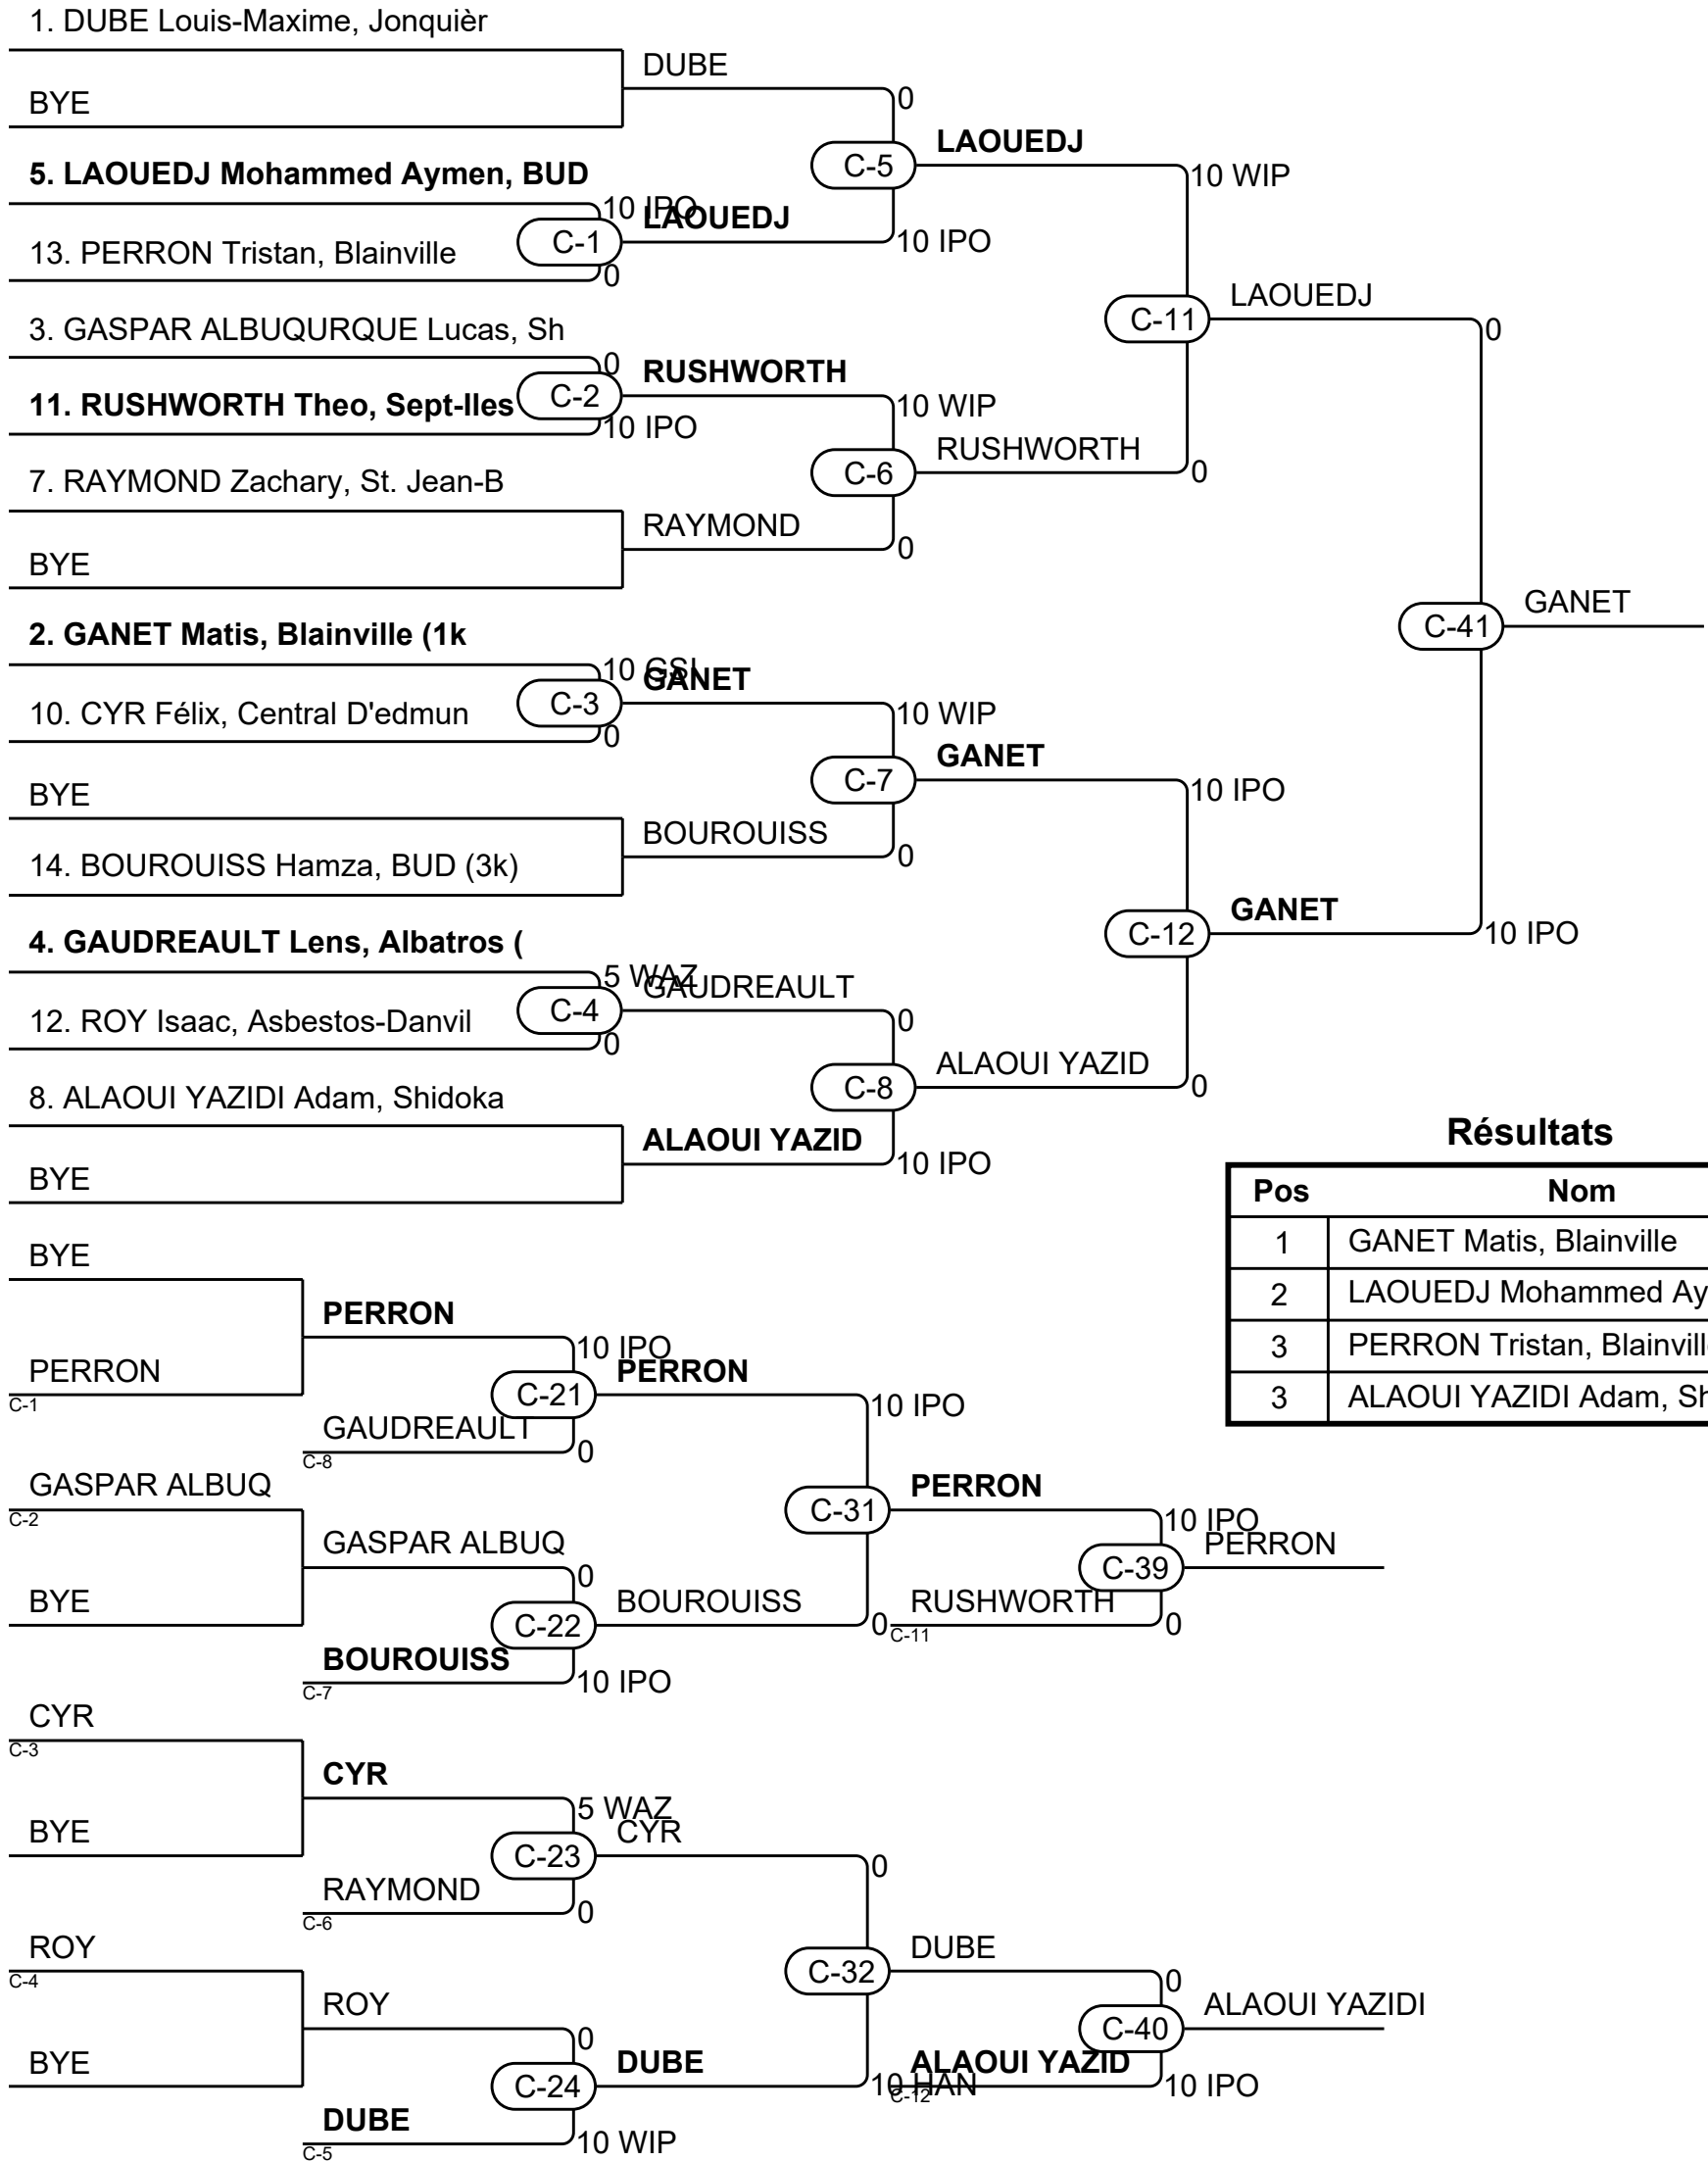 1. DUBE Louis-Maxime, Jonquièr
DUBE
0
BYE
C-5
LAOUEDJ
10 WIP
5. LAOUEDJ Mohammed Aymen, BUD
10 IPO
LAOUEDJ
C-1
10 IPO
13. PERRON Tristan, Blainville
0
LAOUEDJ
0
C-11
3. GASPAR ALBUQURQUE Lucas, Sh
0
RUSHWORTH
C-2
10 WIP
11. RUSHWORTH Theo, Sept-Iles
10 IPO
RUSHWORTH
0
C-6
7. RAYMOND Zachary, St. Jean-B
RAYMOND
0
BYE
GANET
C-41
2. GANET Matis, Blainville (1k
10 GSI
GANET
C-3
10 WIP
10. CYR Félix, Central D'edmun
0
GANET
C-7
10 IPO
BYE
BOUROUISS
0
14. BOUROUISS Hamza, BUD (3k)
GANET
C-12
10 IPO
4. GAUDREAULT Lens, Albatros (
5 WAZ
GAUDREAULT
C-4
0
12. ROY Isaac, Asbestos-Danvil
0
ALAOUI YAZID
C-8
0
8. ALAOUI YAZIDI Adam, Shidoka
ALAOUI YAZID
10 IPO
BYE
Résultats
Pos Nom
1 GANET Matis, Blainville
2 LAOUEDJ Mohammed Ay
3 PERRON Tristan, Blainvill
3 ALAOUI YAZIDI Adam, Sh
BYE
PERRON
10 IPO
PERRON
C-1
C-21
PERRON
10 IPO
GAUDREAULT
C-8
0
GASPAR ALBUQ
C-2
C-31
PERRON
10 IPO
GASPAR ALBUQ
0
C-39
PERRON
BYE
C-22
BOUROUISS
0
RUSHWORTH
C-11
0
BOUROUISS
C-7
10 IPO
CYR
C-3
CYR
5 WAZ
BYE
C-23
CYR
0
RAYMOND
C-6
0
ROY
C-4
C-32
DUBE
0
ROY
0
C-40
ALAOUI YAZIDI
BYE
C-24
DUBE
10 HAN
ALAOUI YAZID
C-12
10 IPO
DUBE
C-5
10 WIP